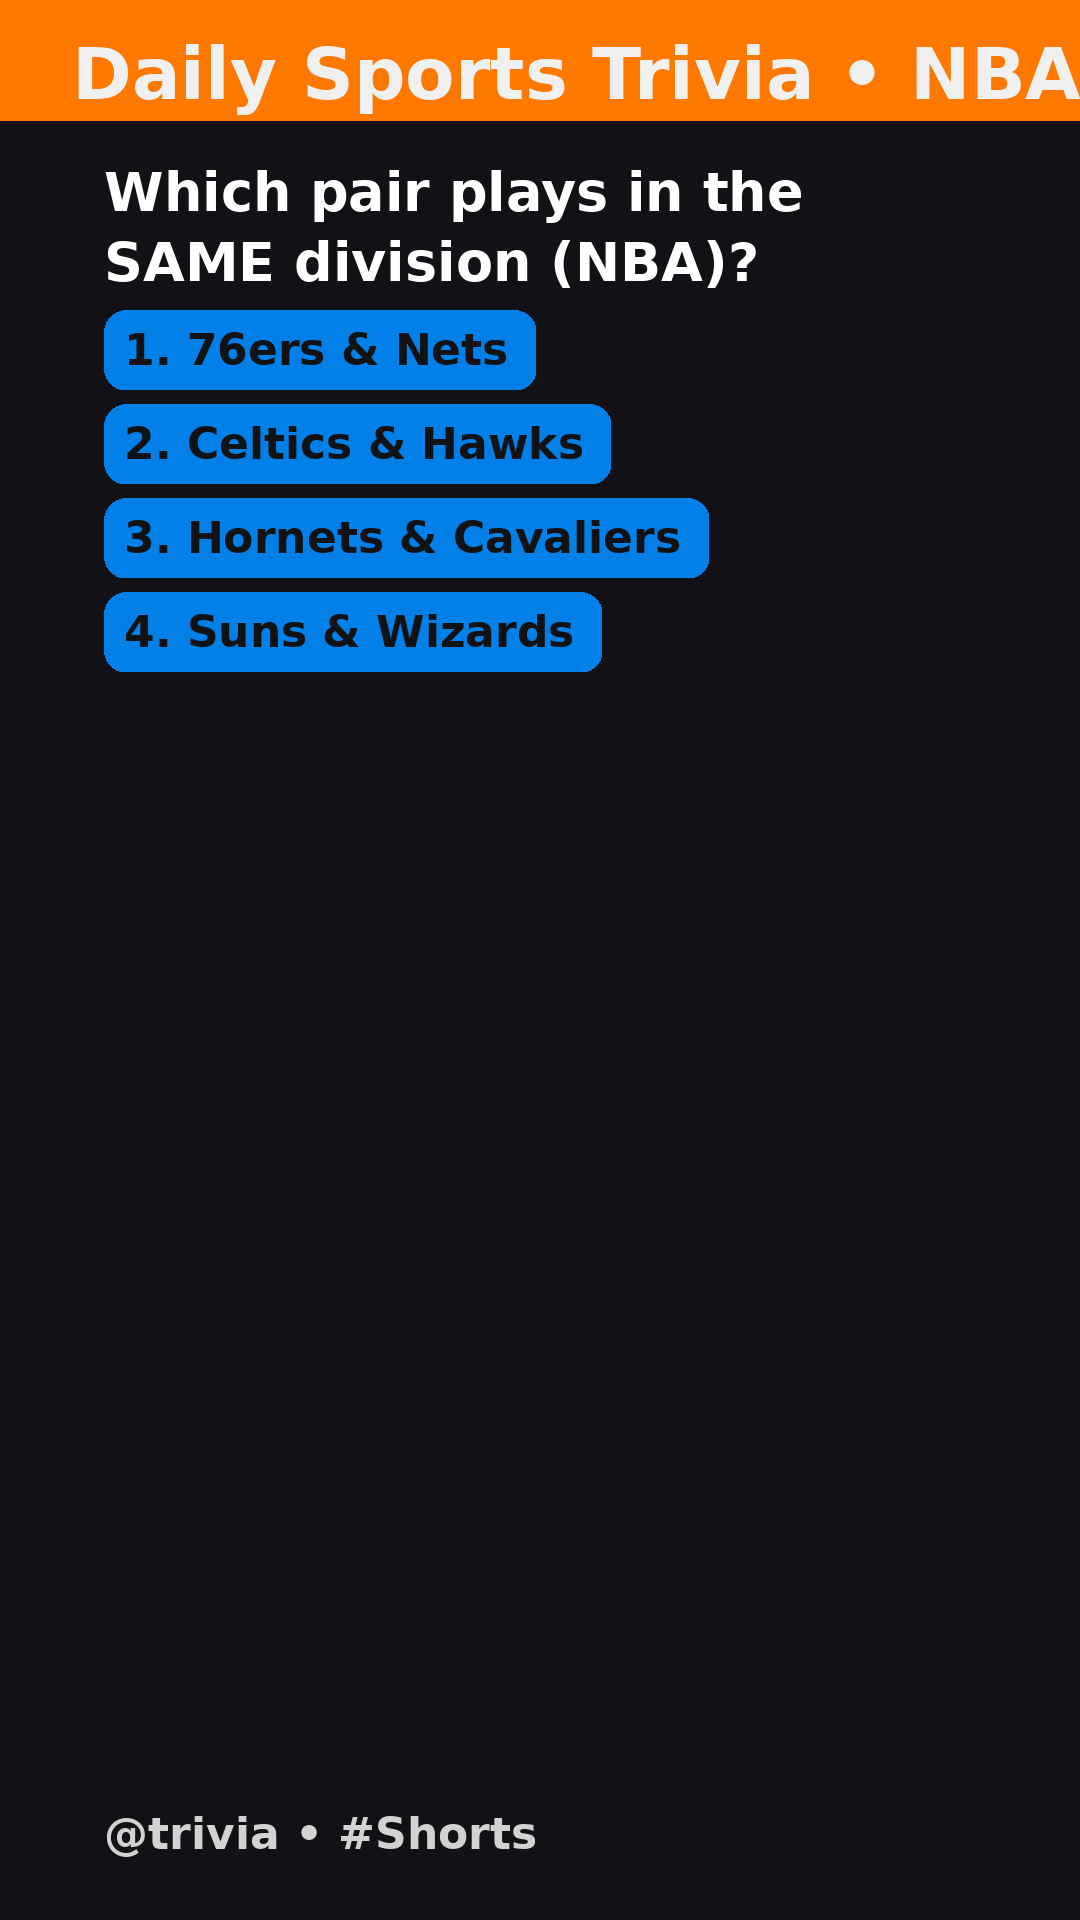 Daily Sports Trivia • NBA
Which pair plays in the
SAME division (NBA)?
1. 76ers & Nets
2. Celtics & Hawks
3. Hornets & Cavaliers
4. Suns & Wizards
@trivia • #Shorts